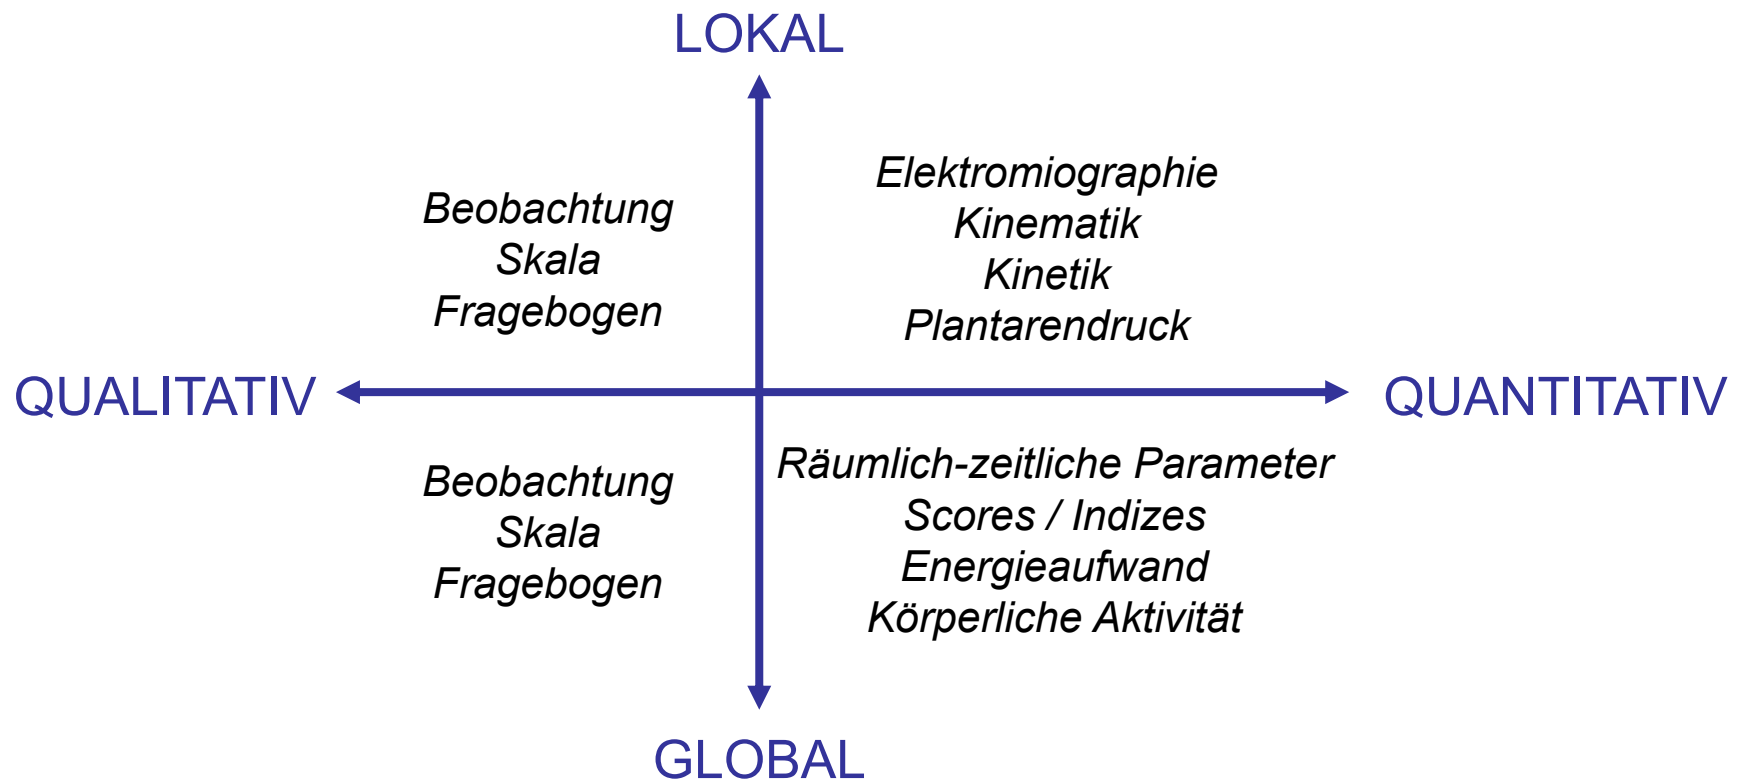 LOKAL
Beobachtung
Skala
Fragebogen
Elektromiographie
Kinematik
Kinetik
Plantarendruck
QUALITATIV
QUANTITATIV
Beobachtung
Skala
Fragebogen
Räumlich-zeitliche Parameter
Scores / Indizes
Energieaufwand
Körperliche Aktivität
GLOBAL